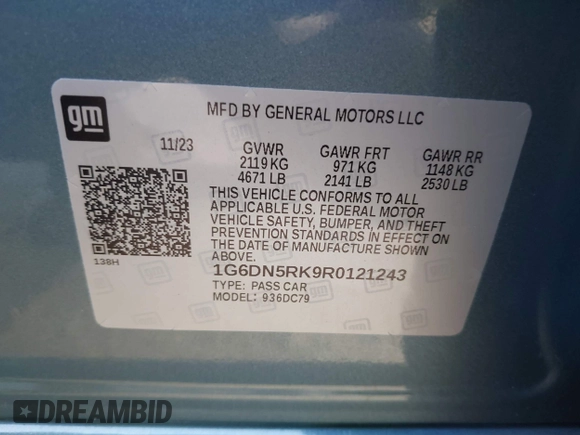 gm
MFD BY GENERAL MOTORS LLC
11/23 GVWR GAWR FRT GAWR RR
2119 KG 971 KG 1148 KG
4671 LB 2141 LB 2530 LB
THIS VEHICLE CONFORMS TO ALL
APPLICABLE U.S. FEDERAL MOTOR
VEHICLE SAFETY, BUMPER, AND THEFT
PREVENTION STANDARDS IN EFFECT ON
THE DATE OF MANUFACTURE SHOWN
ABOVE.
138H
1G6DN5RK9R0121243
TYPE: PASS CAR
MODEL: 936DC79
DREAMBID